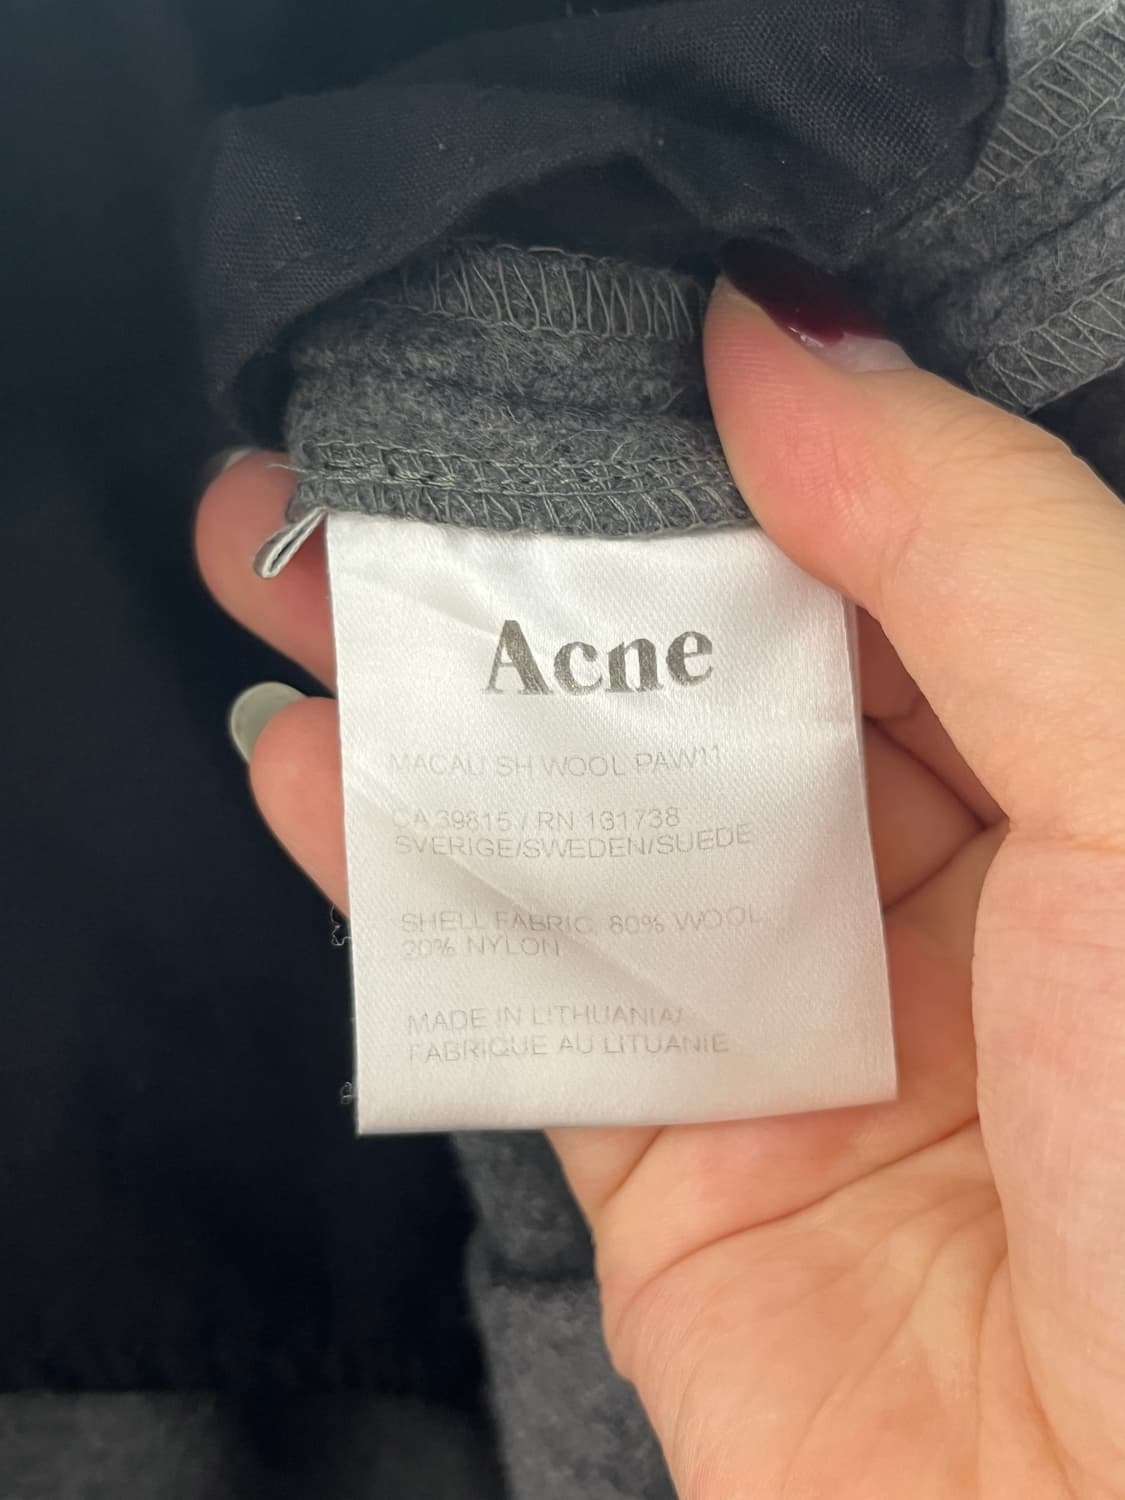 Acne
MACAU SH WOOL PAW11
CA 39815 / RN 131738
SVERIGE/SWEDEN/SUEDE
SHELL FABRIC 80% WOOL
20% NYLON
MADE IN LITHUANIA/
FABRIQUE AU LITUANIE